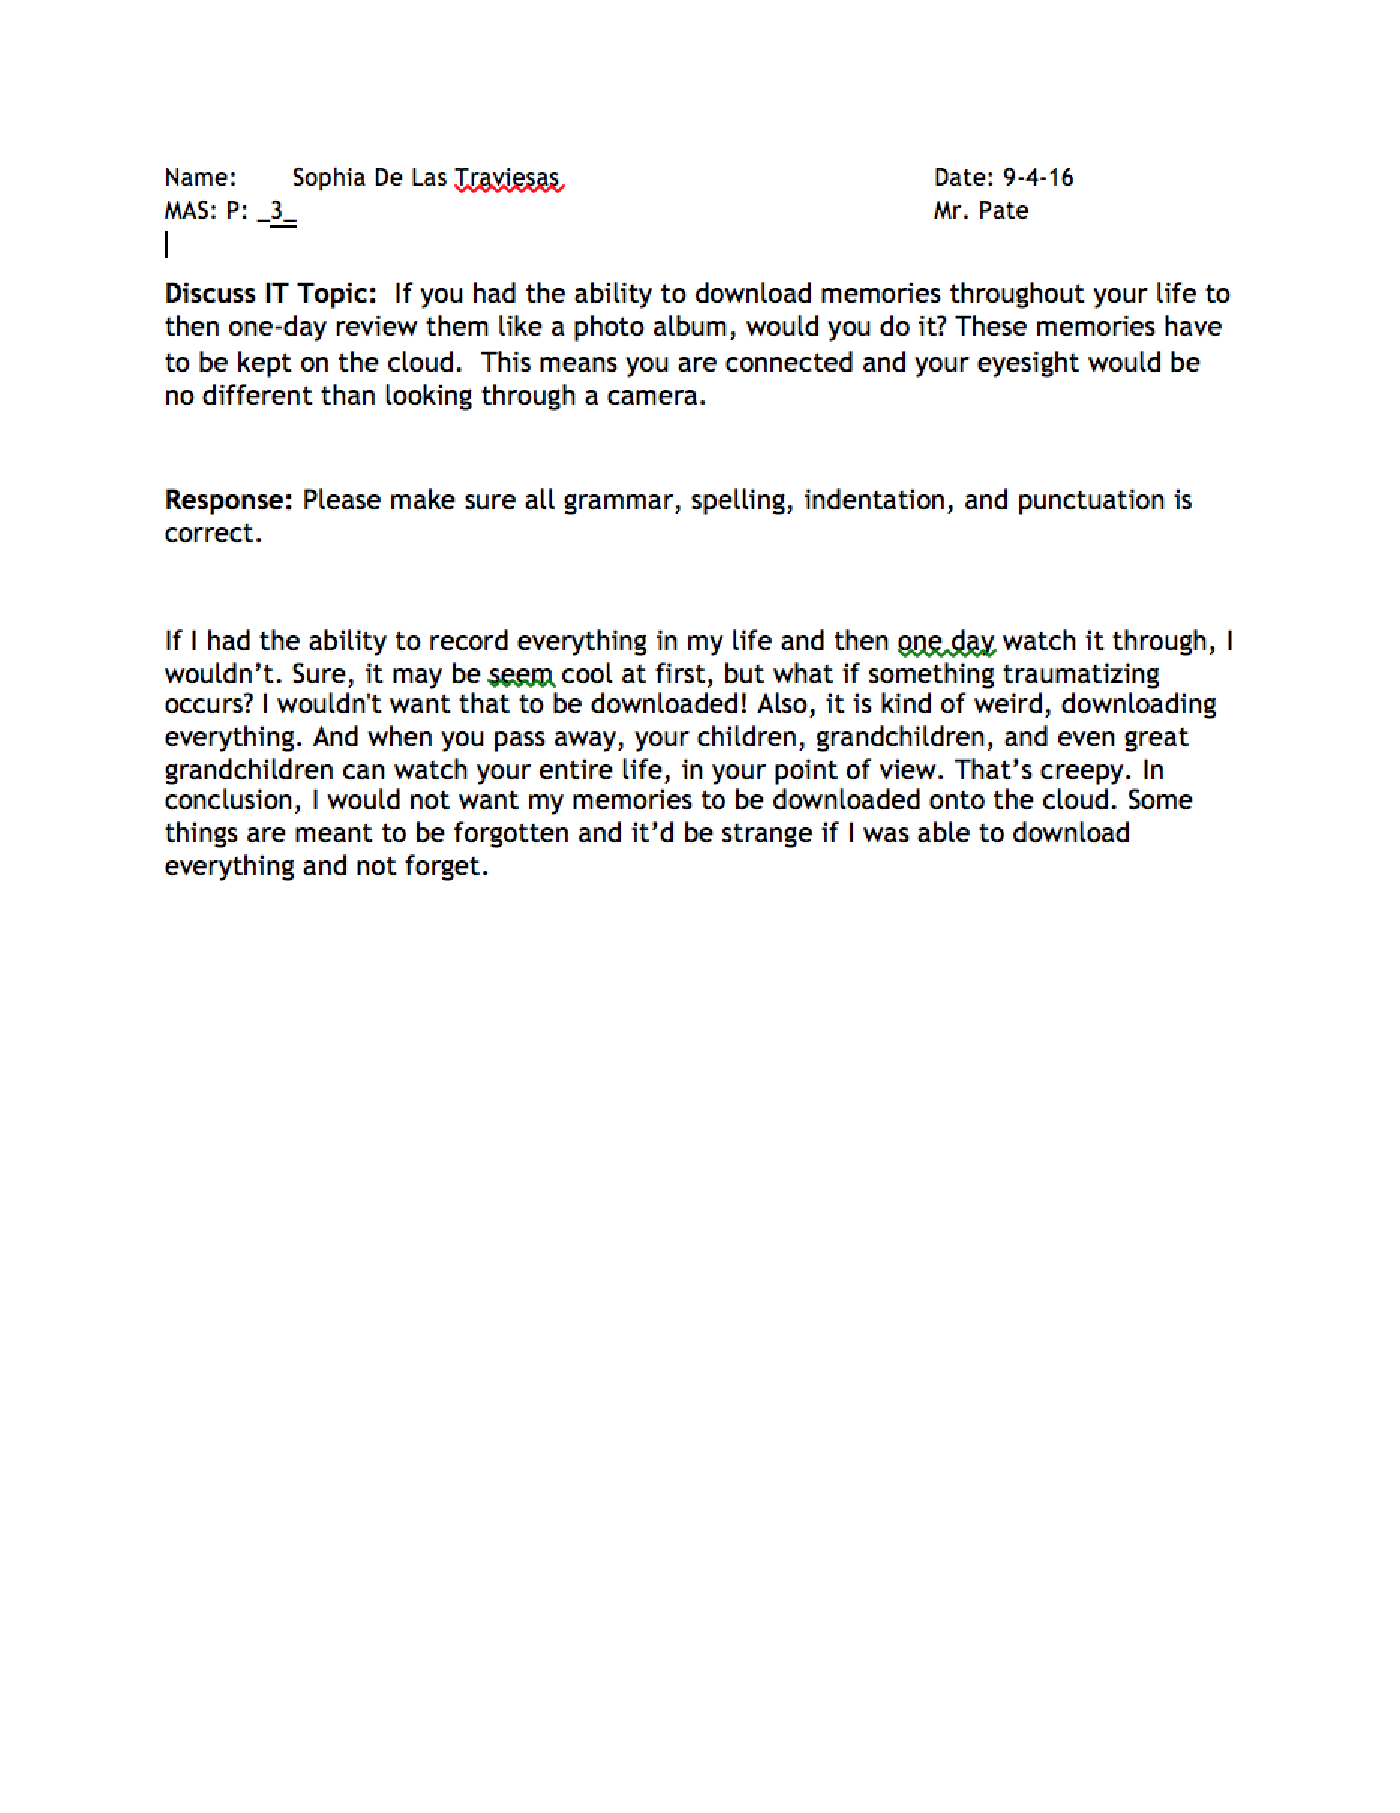 Name: Sophia De Las Traviesas
Date: 9-4-16
MAS: P: _3_
Mr. Pate
Discuss IT Topic: If you had the ability to download memories throughout your life to
then one-day review them like a photo album, would you do it? These memories have
to be kept on the cloud. This means you are connected and your eyesight would be
no different than looking through a camera.
Response: Please make sure all grammar, spelling, indentation, and punctuation is
correct.
If I had the ability to record everything in my life and then one day watch it through, I
wouldn’t. Sure, it may be seem cool at first, but what if something traumatizing
occurs? I wouldn't want that to be downloaded! Also, it is kind of weird, downloading
everything. And when you pass away, your children, grandchildren, and even great
grandchildren can watch your entire life, in your point of view. That’s creepy. In
conclusion, I would not want my memories to be downloaded onto the cloud. Some
things are meant to be forgotten and it’d be strange if I was able to download
everything and not forget.